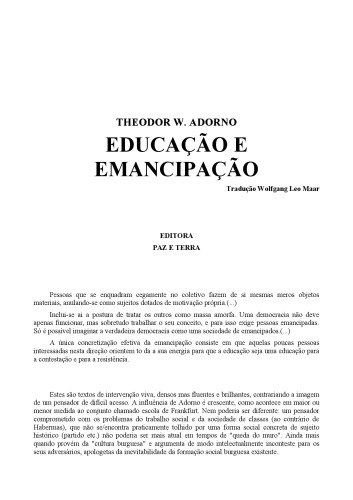 THEODOR W. ADORNO
EDUCAÇÃO E
EMANCIPAÇÃO
Tradução Wolfgang Leo Maar
EDITORA
PAZ E TERRA
Pessoas que se enquadram cegamente no coletivo fazem de si mesmas meros objetos
materiais, anulando-se como sujeitos dotados de motivação própria.(...)
Inclui-se aí a postura de tratar os outros como massa amorfa. Uma democracia não deve
apenas funcionar, mas sobretudo trabalhar o seu conceito, e para isso exige pessoas emancipadas.
Só é possível imaginar a verdadeira democracia como uma sociedade de emancipados.(...)
A única concretização efetiva da emancipação consiste em que aquelas poucas pessoas
interessadas nesta direção orientem to da a sua energia para que a educação seja uma educação para
a contestação e para a resistência.
Estes são textos de intervenção viva, densos mas fluentes e brilhantes, contrariando a imagem
de um pensador de difícil acesso. A influência de Adorno é crescente, como acontece em maior ou
menor medida ao conjunto chamado escola de Frankfurt. Nem poderia ser diferente: um pensador
comprometido com os problemas do trabalho social e da sociedade de classes (ao contrário de
Habermas), que não se/encontra praticamente tolhido por uma forma social concreta de sujeito
histórico (partido etc.) não poderia ser mais atual em tempos de "queda do muro". Ainda mais
quando provém da "cultura burguesa" e argumenta de modo intelectualmente inconteste para os
seus adversários, apologetas da inevitabilidade da formação social burguesa existente.